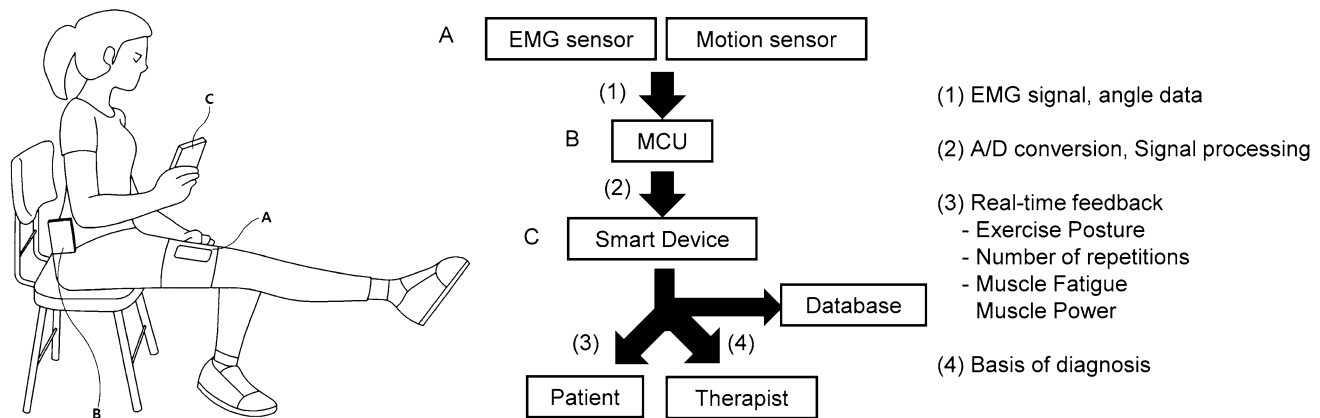 C
A
B
A EMG sensor Motion sensor
(1)
B MCU
(2)
C Smart Device
Database
(3) (4)
Patient Therapist
(1) EMG signal, angle data
(2) A/D conversion, Signal processing
(3) Real-time feedback
- Exercise Posture
- Number of repetitions
- Muscle Fatigue
Muscle Power
(4) Basis of diagnosis